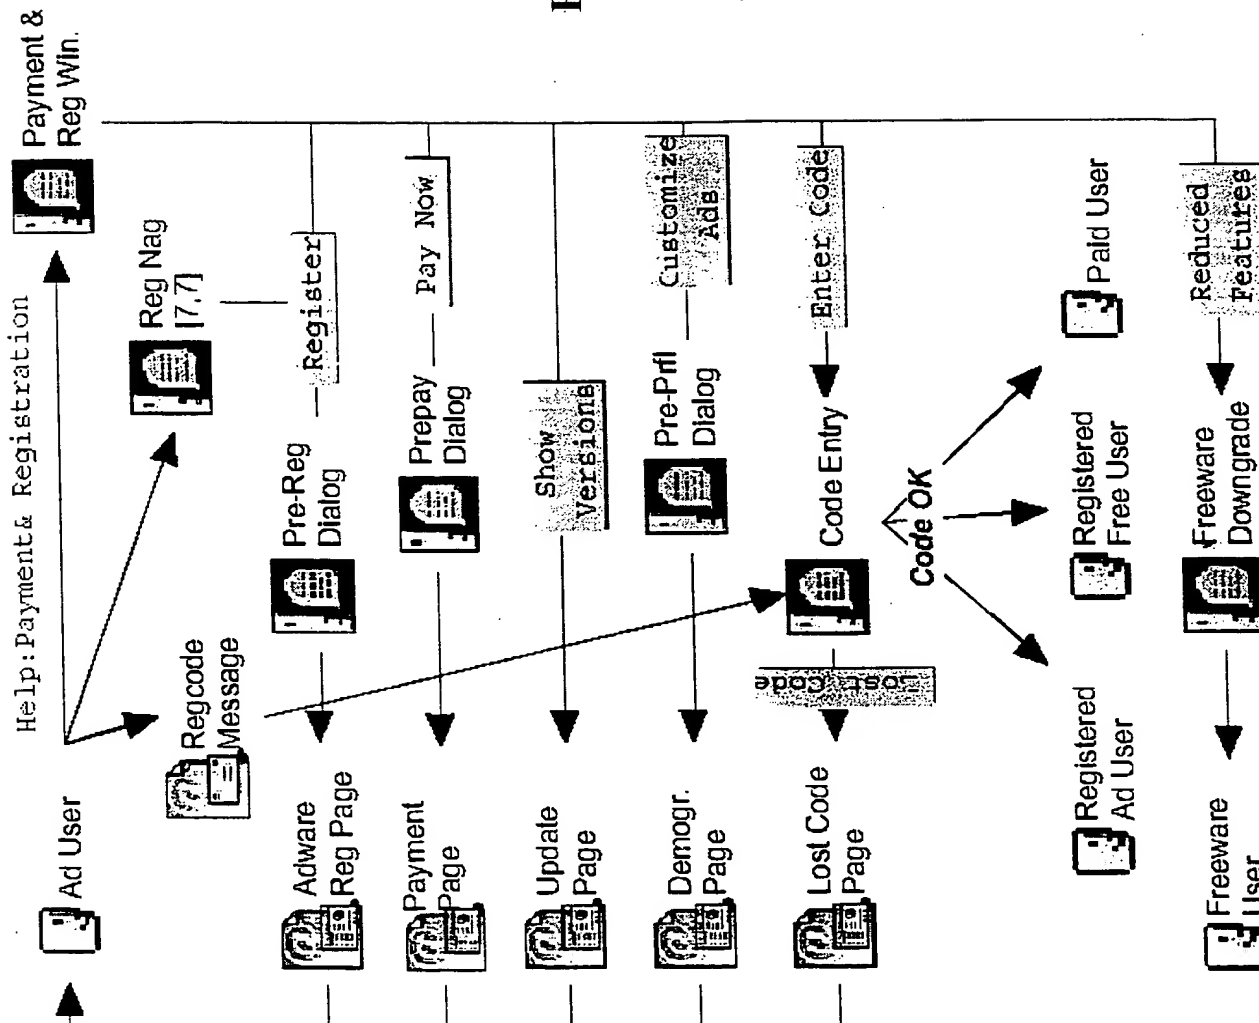 Help:Payment& Registration
Payment &
Reg Win.
Ad User
Reg Nag
[7,7]
Regcode
Message
Register
Pre-Reg
Dialog
Adware
Reg Page
Pay Now
Prepay
Dialog
Payment
Page
Show
Versions
Update
Page
Customize
Ads
Pre-Prfl
Dialog
Demogr.
Page
Enter Code
Code Entry
Lost Code
Lost Code
Page
Code OK
Paid User
Registered
Free User
Registered
Ad User
Reduced
Features
Freeware
Downgrade
Freeware
User